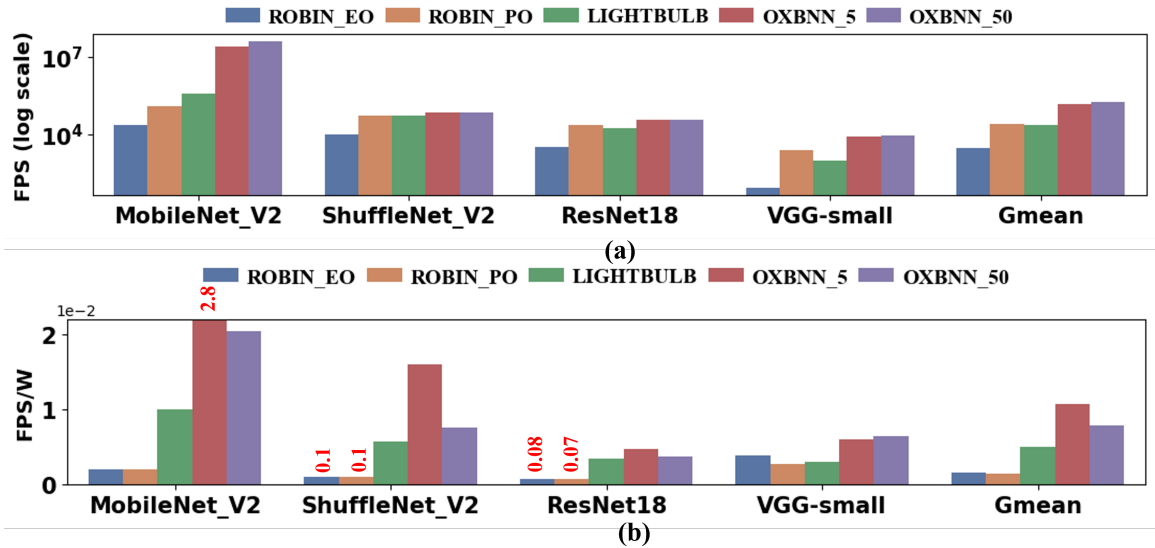 ROBIN_EO ROBIN_PO LIGHTBULB OXBNN_5 OXBNN_50
FPS (log scale)
10^7
10^4
MobileNet_V2 ShuffleNet_V2 ResNet18 VGG-small Gmean
(a)
ROBIN_EO ROBIN_PO LIGHTBULB OXBNN_5 OXBNN_50
1e−2
2.8
FPS/W
2
1
0
0.1 0.1 0.08 0.07
MobileNet_V2 ShuffleNet_V2 ResNet18 VGG-small Gmean
(b)